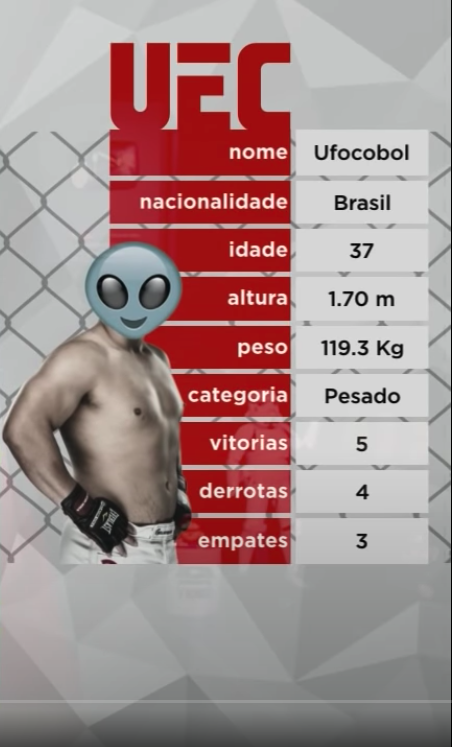 UFC
nome Ufocobol
nacionalidade Brasil
idade 37
altura 1.70 m
peso 119.3 Kg
categoria Pesado
vitorias 5
derrotas 4
empates 3